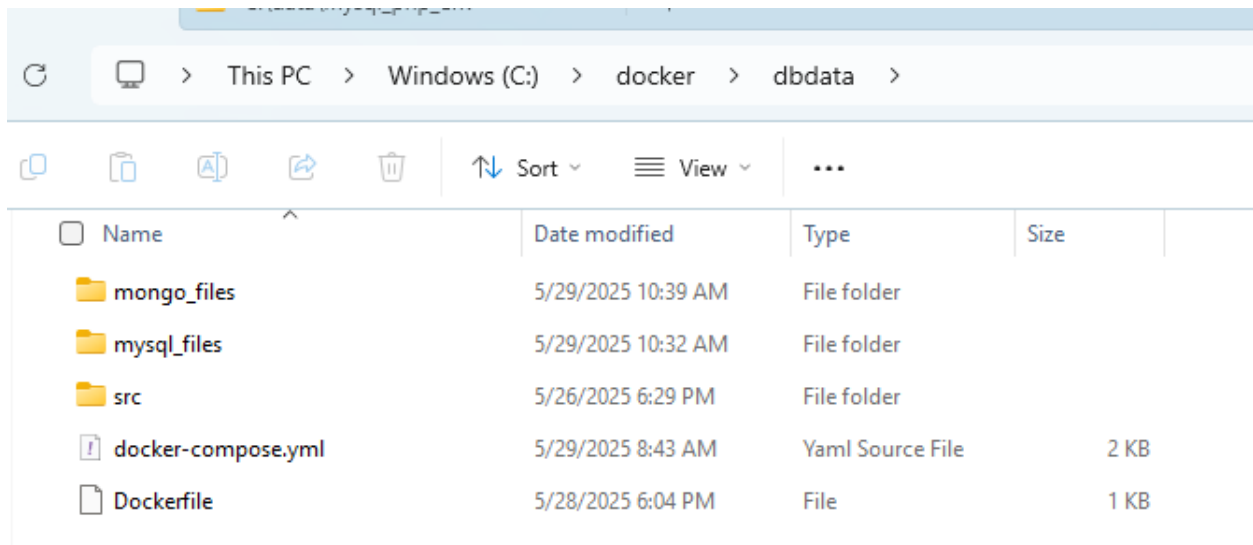 This PC > Windows (C:) > docker > dbdata >
Sort View
Name Date modified Type Size
mongo_files 5/29/2025 10:39 AM File folder
mysql_files 5/29/2025 10:32 AM File folder
src 5/26/2025 6:29 PM File folder
docker-compose.yml 5/29/2025 8:43 AM Yaml Source File 2 KB
Dockerfile 5/28/2025 6:04 PM File 1 KB